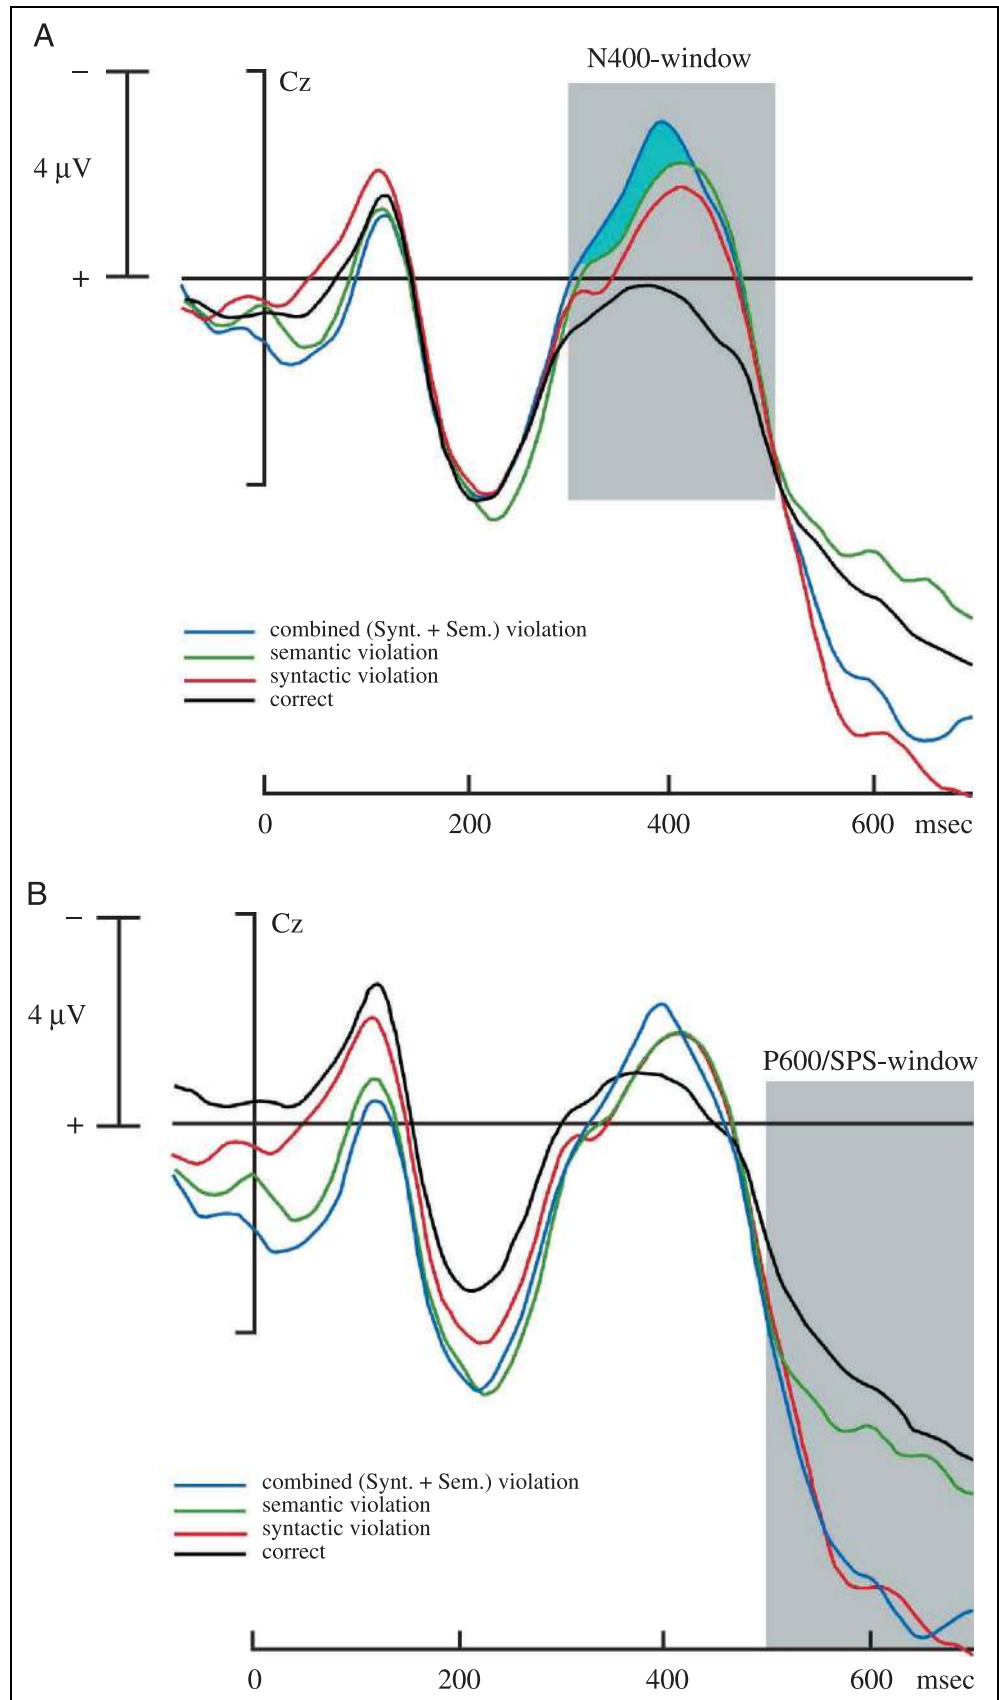 A
N400-window
−
Cz
4 μV
+
combined (Synt. + Sem.) violation
semantic violation
syntactic violation
correct
0 200 400 600 msec
B
−
Cz
4 μV
P600/SPS-window
+
combined (Synt. + Sem.) violation
semantic violation
syntactic violation
correct
0 200 400 600 msec